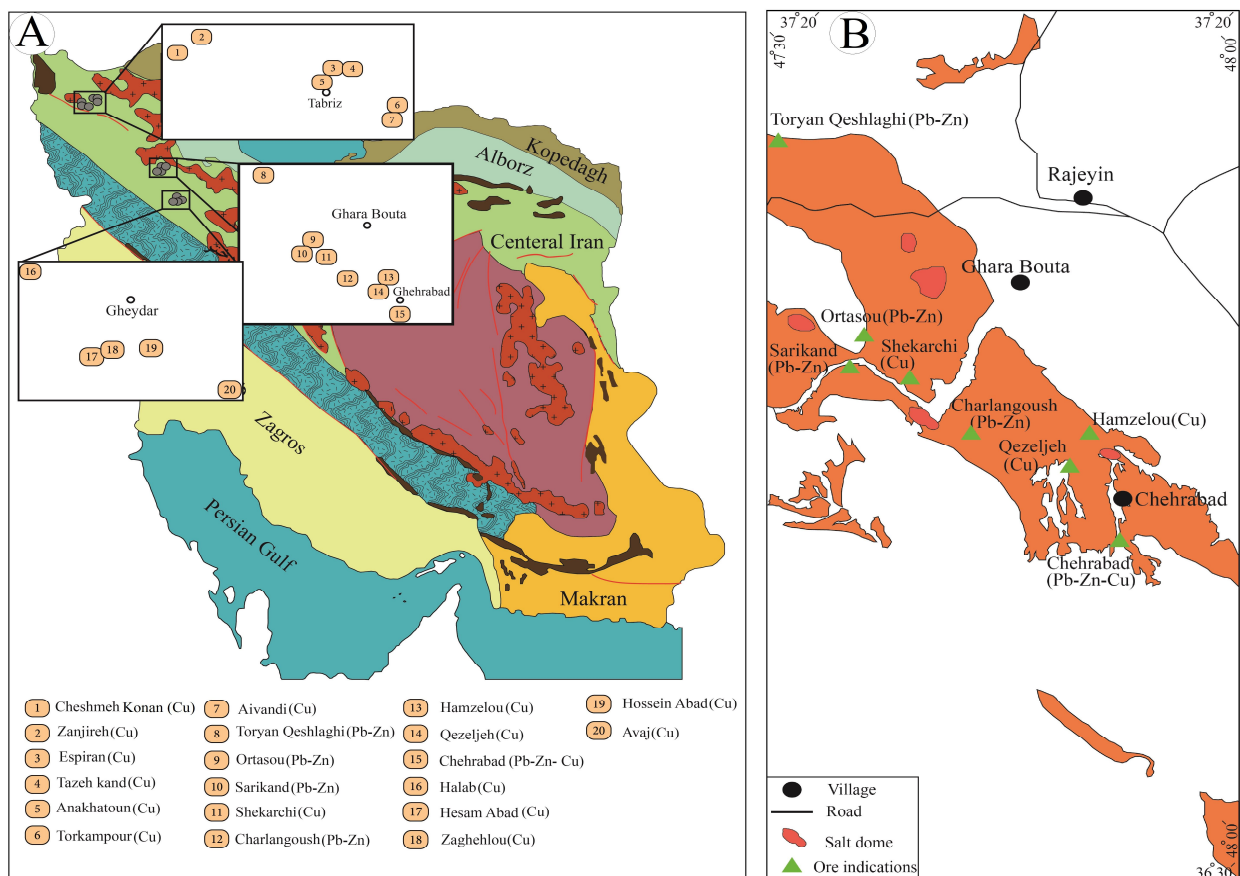 A
2
1
3
4
5
Tabriz
6
7
8
Ghara Bouta
9
10
11
12
13
14
Ghehrabad
15
16
Gheydar
17
18
19
20
Kopedagh
Alborz
Centeral Iran
Zagros
Persian Gulf
Makran
1 Cheshmeh Konan (Cu)
2 Zanjireh (Cu)
3 Espiran (Cu)
4 Tazeh kand (Cu)
5 Anakhatoun (Cu)
6 Torkampour (Cu)
7 Aivandi (Cu)
8 Toryan Qeshlaghi (Pb-Zn)
9 Ortasou (Pb-Zn)
10 Sarikand (Pb-Zn)
11 Shekarchi (Cu)
12 Charlangoush (Pb-Zn)
13 Hamzelou (Cu)
14 Qezeljeh (Cu)
15 Chehrabad (Pb-Zn- Cu)
16 Halab (Cu)
17 Hesam Abad (Cu)
18 Zaghehlou (Cu)
19 Hossein Abad (Cu)
20 Avaj (Cu)
B
37°20´
47°30´
37°20´
48°00´
Toryan Qeshlaghi (Pb-Zn)
Rajeyin
Ghara Bouta
Ortasou (Pb-Zn)
Sarikand
(Pb-Zn)
Shekarchi
(Cu)
Charlangoush
(Pb-Zn)
Hamzelou (Cu)
Qezeljeh
(Cu)
Chehrabad
Chehrabad
(Pb-Zn-Cu)
Village
Road
Salt dome
Ore indications
48°00´
36°30´